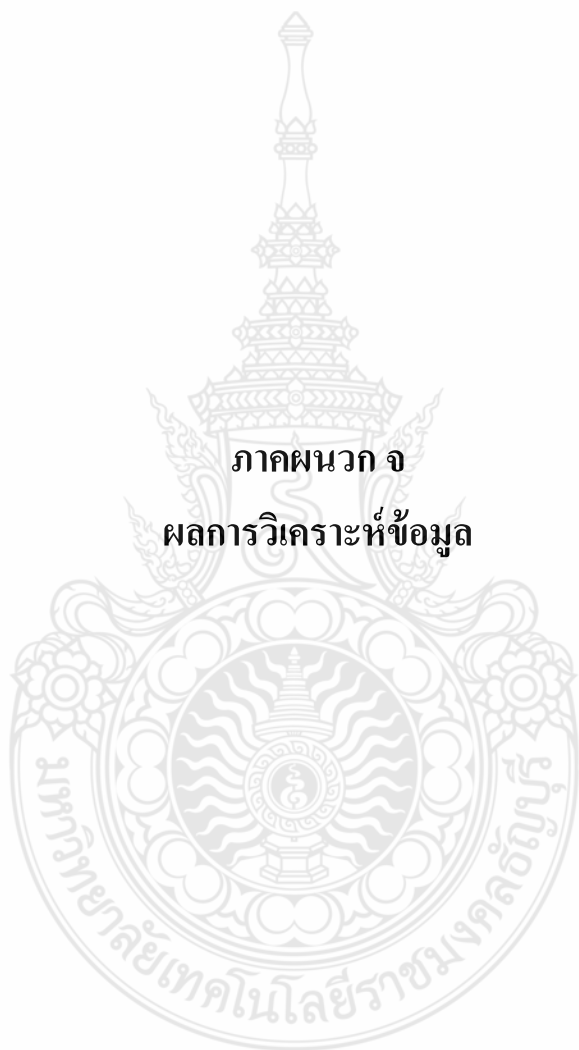 ภาคผนวก จ
ผลการวิเคราะห์ข้อมูล
มหาวิทยาลัยเทคโนโลยีราชมงคลธัญบุรี